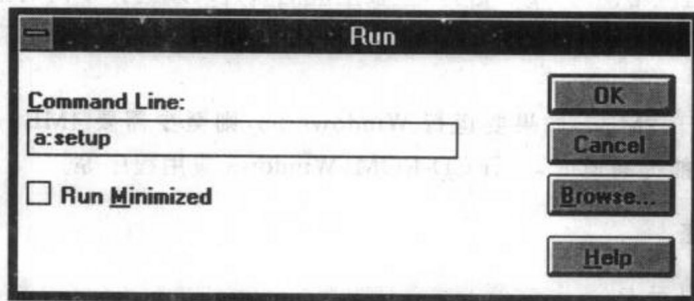 Run
Command Line:
a:setup
Run Minimized
OK
Cancel
Browse...
Help